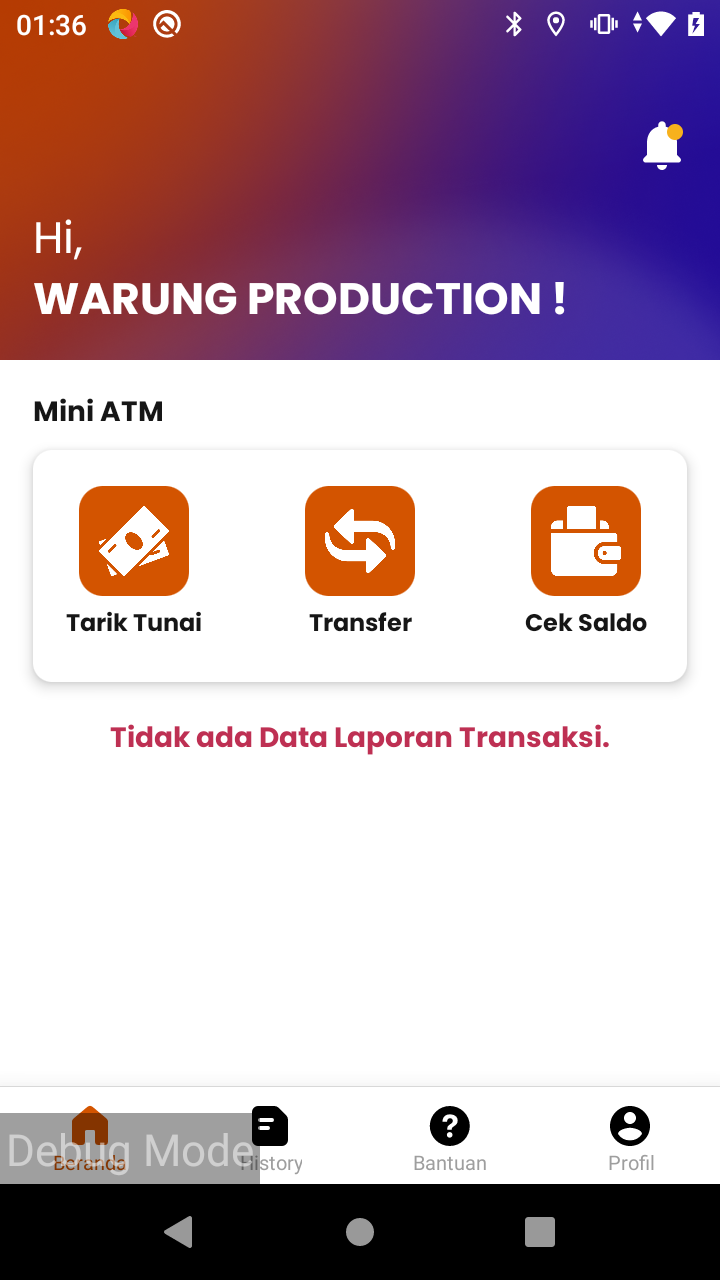 01:36
Hi,
WARUNG PRODUCTION !
Mini ATM
Tarik Tunai Transfer Cek Saldo
Tidak ada Data Laporan Transaksi.
Debug Mode
Beranda History Bantuan Profil